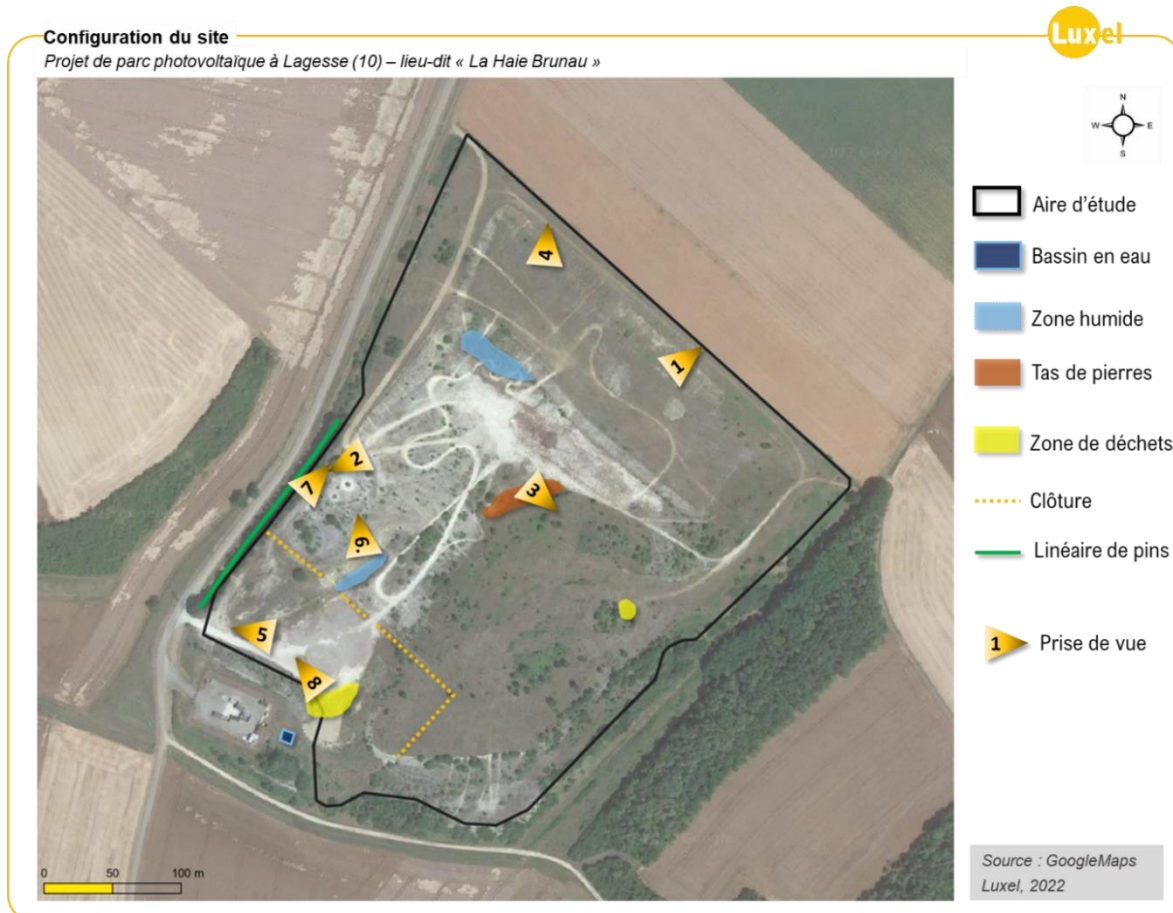 Configuration du site
Luxel
Projet de parc photovoltaïque à Lagesse (10) – lieu-dit « La Haie Brunau »
N
W E
S
Aire d'étude
Bassin en eau
Zone humide
Tas de pierres
Zone de déchets
Clôture
Linéaire de pins
1 Prise de vue
4
1
2
7
3
6.
5
8
0 50 100 m
Source : GoogleMaps
Luxel, 2022